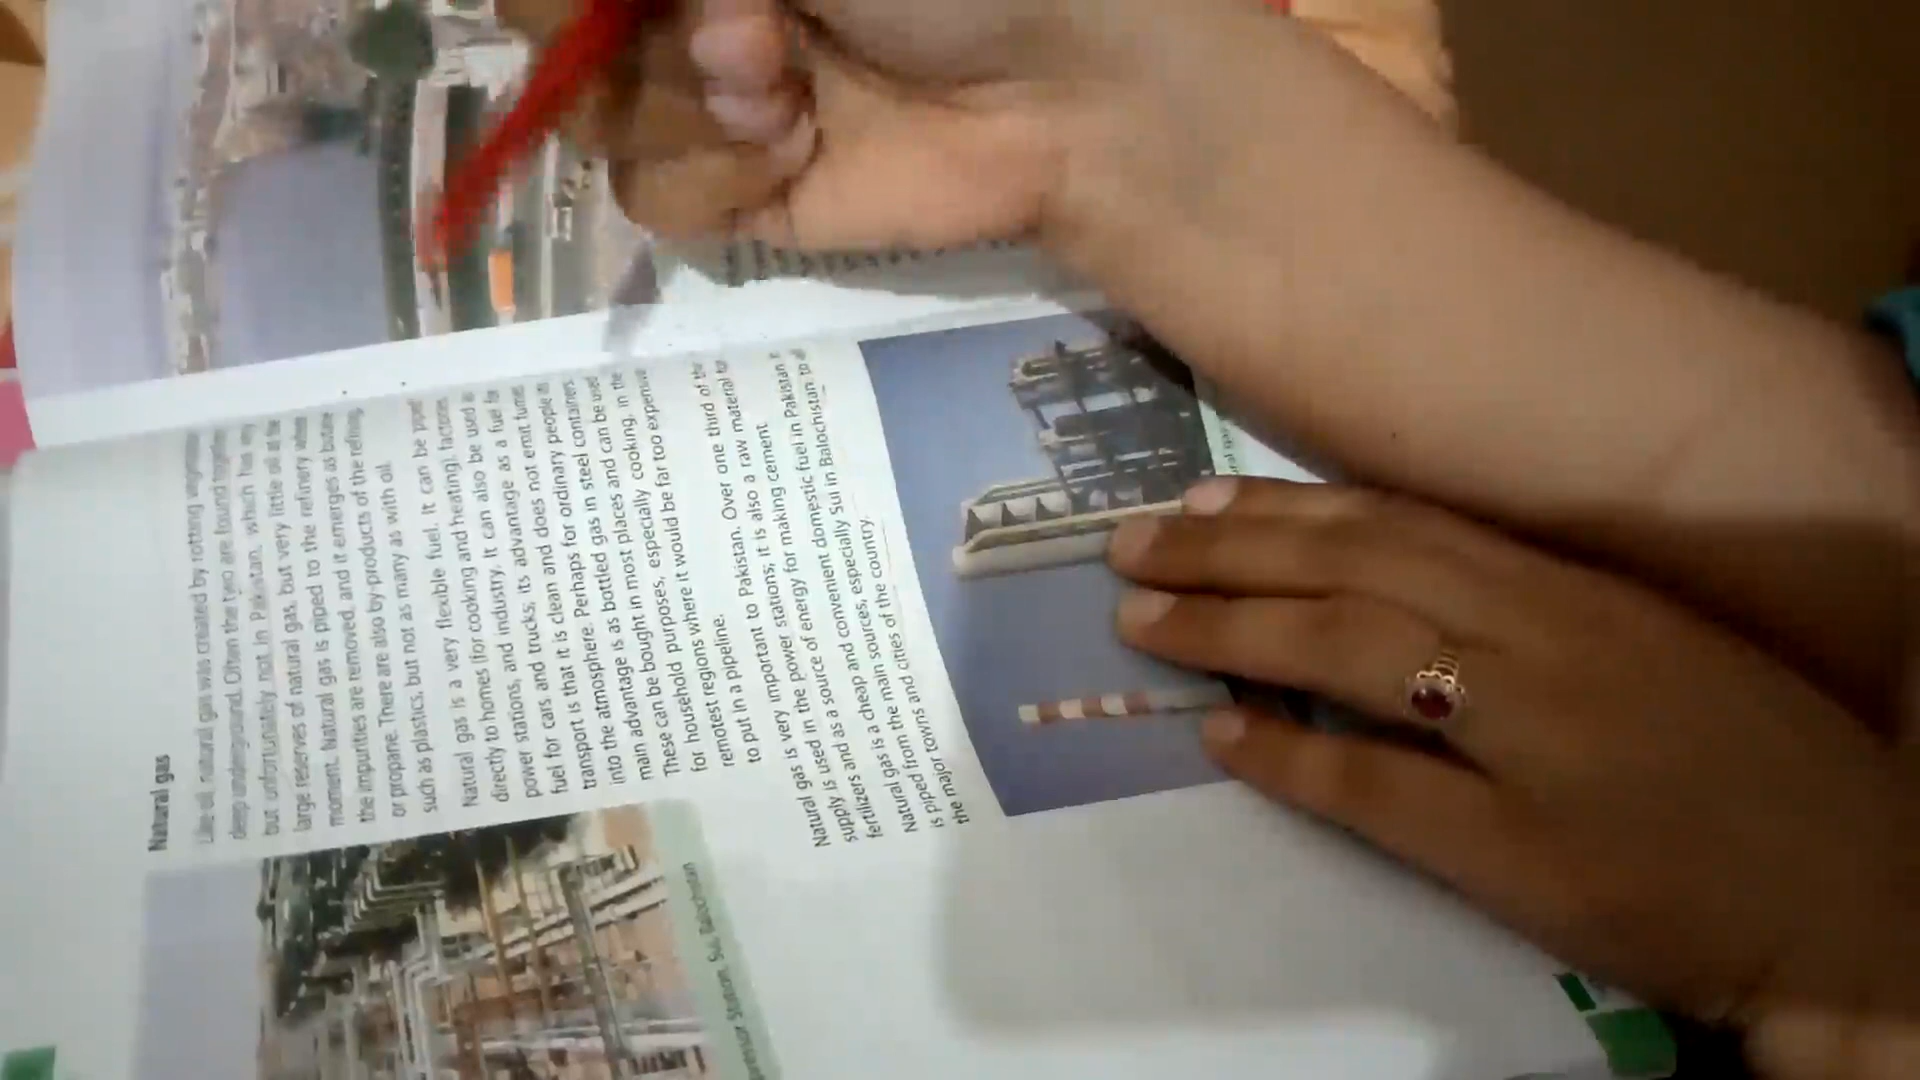 Natural gas
Like oil, natural gas was created by rotting
deep underground. Often the two are found together
but unfortunately not in Pakistan, which has
large reserves of natural gas, but very little oil at the
moment. Natural gas is piped to the refinery where
the impurities are removed, and it emerges as butane
or propane. There are also by-products of the refining,
such as plastics, but not as many as with oil.
Natural gas is a very flexible fuel. It can be piped
directly to homes (for cooking and heating), factories,
power stations, and industry. It can also be used as
fuel for cars and trucks, its advantage as a fuel for
transport is that it is clean and does not emit fumes
into the atmosphere. Perhaps for ordinary people its
main advantage is as bottled gas in steel containers.
These can be bought in most places and can be used
for household purposes, especially cooking, in the
remotest regions where it would be far too expensive
to put in a pipeline.
Natural gas is very important to Pakistan. Over one third of the
supply is used in the power stations; it is also a raw material for
fertilizers and as a source of energy for making cement.
Natural gas is a cheap and convenient domestic fuel in Pakistan. It
is piped from the main sources, especially Sui in Balochistan, to all
the major towns and cities of the country.
Station, Sui, Balochistan
gas